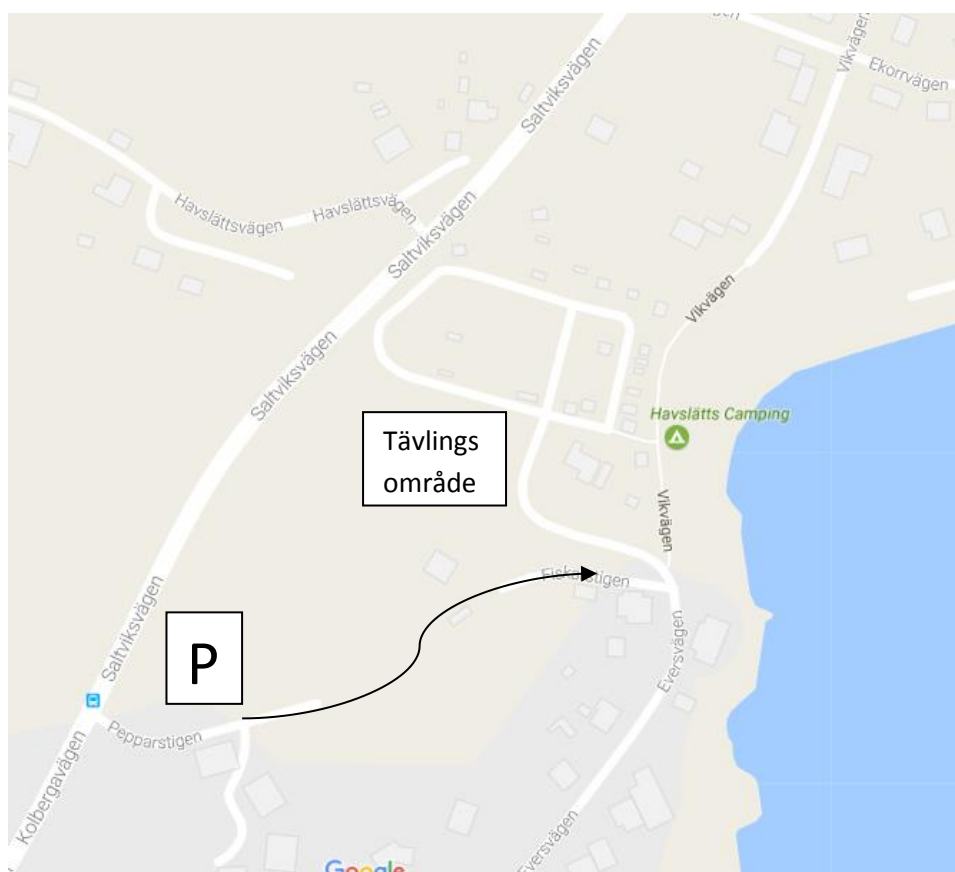 Saltviksvägen
Vikvägen
Ekorrvägen
Havslättsvägen
Havslättsvägen
Saltviksvägen
Vikvägen
Saltviksvägen
Havslätts Camping
Tävlings
område
Vikvägen
Saltviksvägen
P
Eversvägen
Pepparstigen
Kolbergavägen
Eversvägen
Google